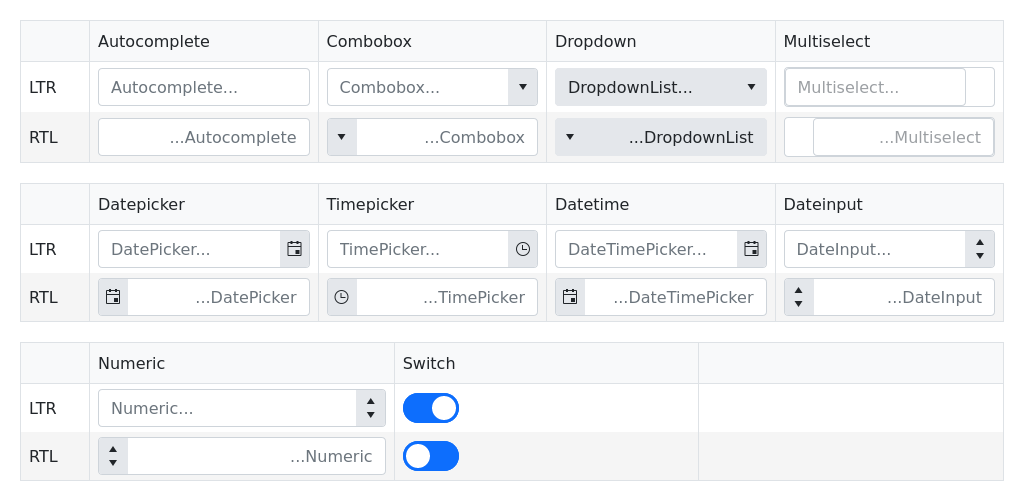 Autocomplete Combobox Dropdown Multiselect
LTR Autocomplete... Combobox... DropdownList... Multiselect...
RTL ...Autocomplete ...Combobox ...DropdownList ...Multiselect
Datepicker Timepicker Datetime Dateinput
LTR DatePicker... TimePicker... DateTimePicker... DateInput...
RTL ...DatePicker ...TimePicker ...DateTimePicker ...DateInput
Numeric Switch
LTR Numeric...
RTL ...Numeric